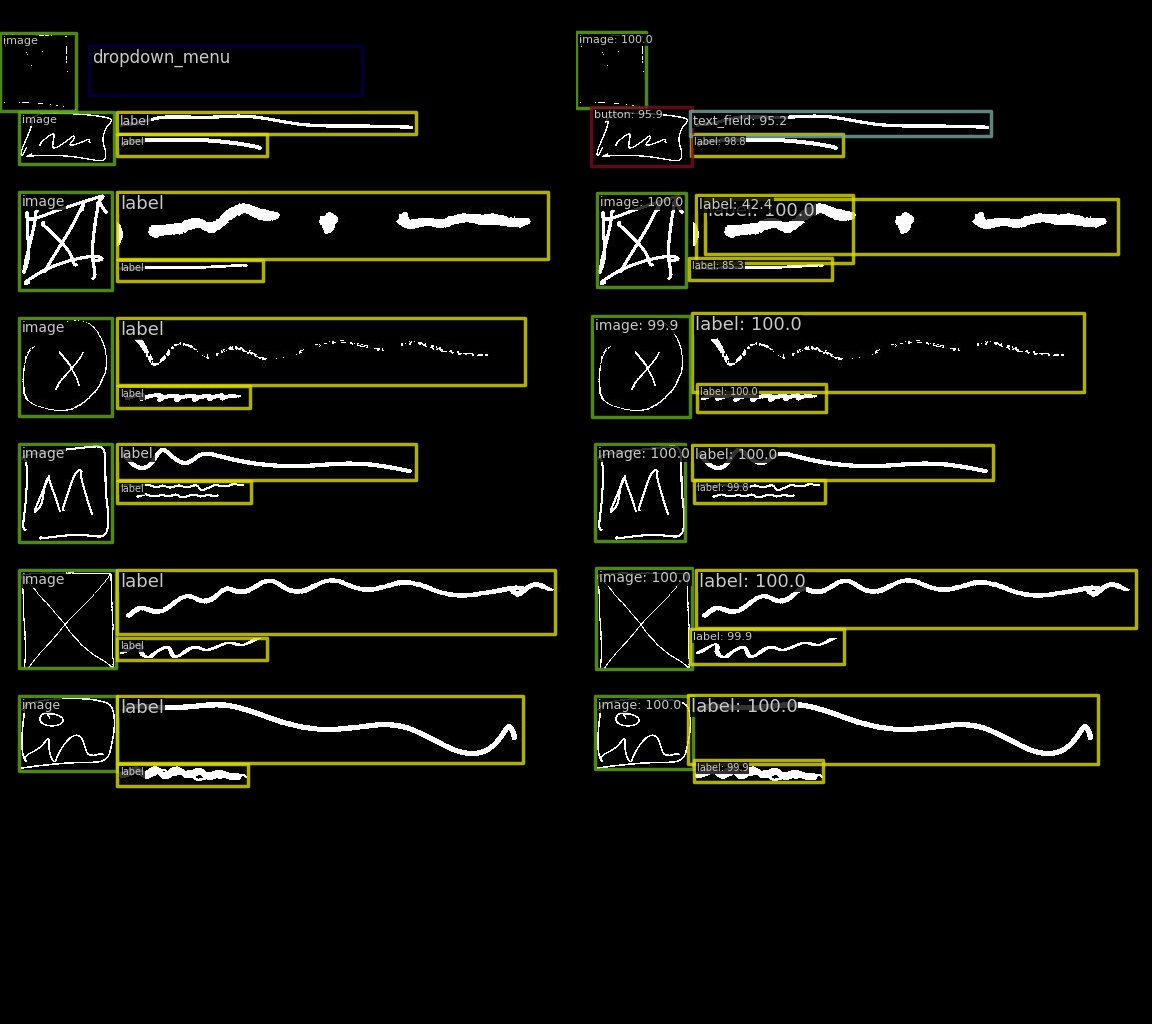 image image: 100.0
dropdown_menu
image label button: 95.9 text_field: 95.2
label label: 98.8
image label image: 100.0 label: 42.4
label: 100.0
label label: 85.3
image label image: 99.9 label: 100.0
label label: 100.0
image label image: 100.0 label: 100.0
label label: 99.8
image label image: 100.0 label: 100.0
label label: 99.9
image label image: 100.0 label: 100.0
label label: 99.9